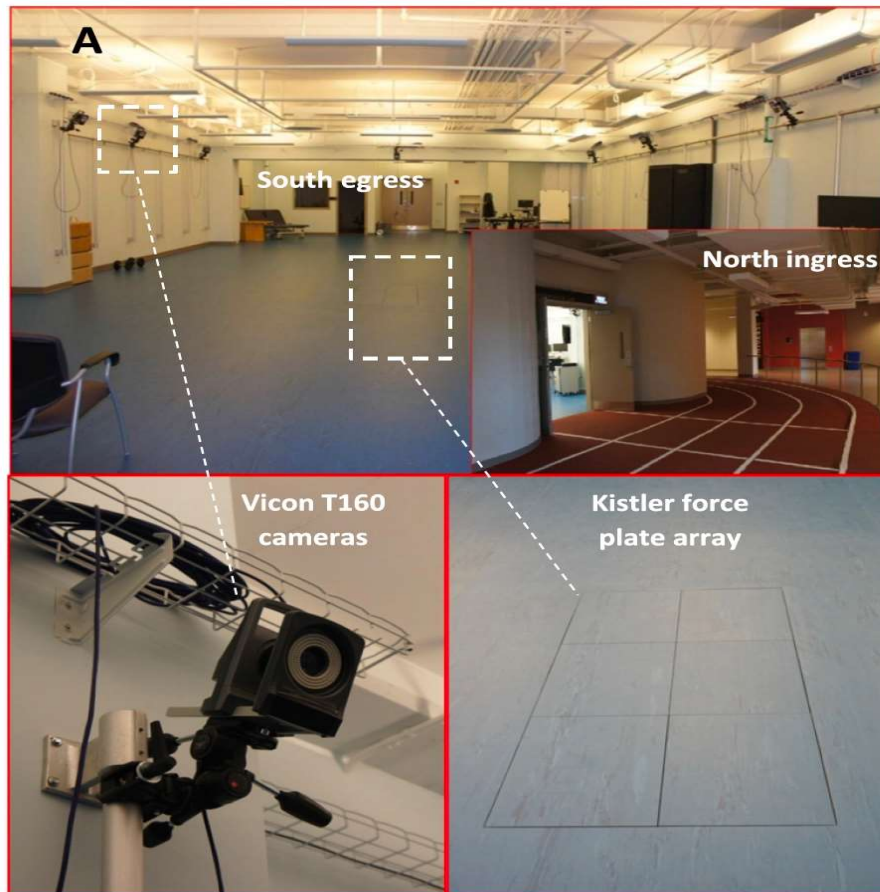 A
South egress
North ingress
Vicon T160
cameras
Kistler force
plate array